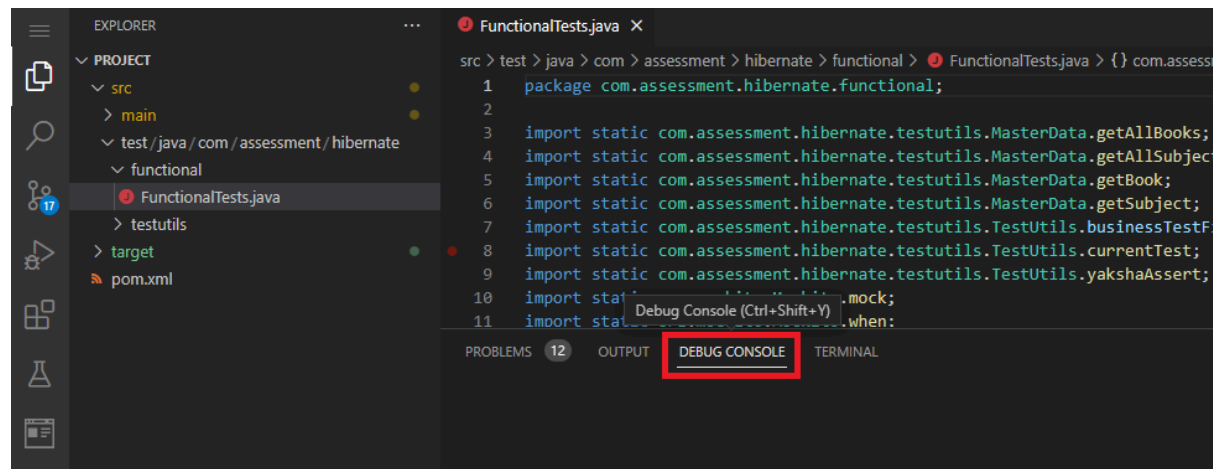 EXPLORER
PROJECT
src
main
test/java/com/assessment/hibernate
functional
FunctionalTests.java
testutils
target
pom.xml
17
FunctionalTests.java
src > test > java > com > assessment > hibernate > functional > FunctionalTests.java > {} com.assess
1 package com.assessment.hibernate.functional;
2
3 import static com.assessment.hibernate.testutils.MasterData.getAllBooks;
4 import static com.assessment.hibernate.testutils.MasterData.getAllSubject
5 import static com.assessment.hibernate.testutils.MasterData.getBook;
6 import static com.assessment.hibernate.testutils.MasterData.getSubject;
7 import static com.assessment.hibernate.testutils.TestUtils.businessTestFi
8 import static com.assessment.hibernate.testutils.TestUtils.currentTest;
9 import static com.assessment.hibernate.testutils.TestUtils.yakshaAssert;
10 import stat .mock;
Debug Console (Ctrl+Shift+Y)
11 import static .when;
PROBLEMS 12 OUTPUT DEBUG CONSOLE TERMINAL